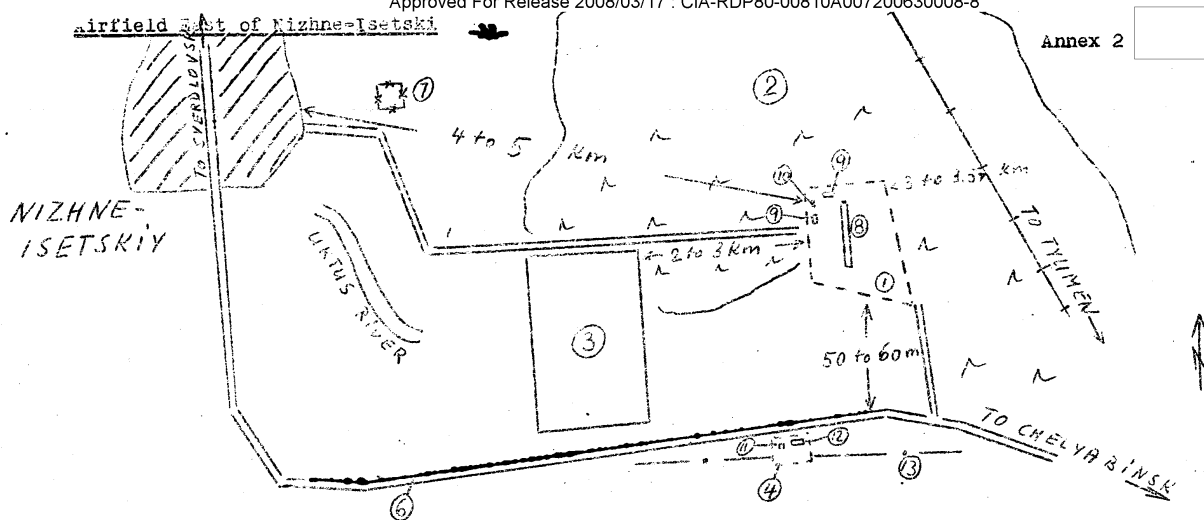 Approved For Release 2008/03/17 : CIA-RDP80-00810A007200630008-8
Airfield East of Nizhne-Isetski
Annex 2
TO SVERDLOVSK
7
2
4 to 5 Km
10
9
3 to 3.5 km
NIZHNE-
ISETSKIY
9
8
2 to 3 Km
UKTUS RIVER
1
TO TYUMEN
3
50 to 60 m
TO CHELYABINSK
11
12
13
4
6